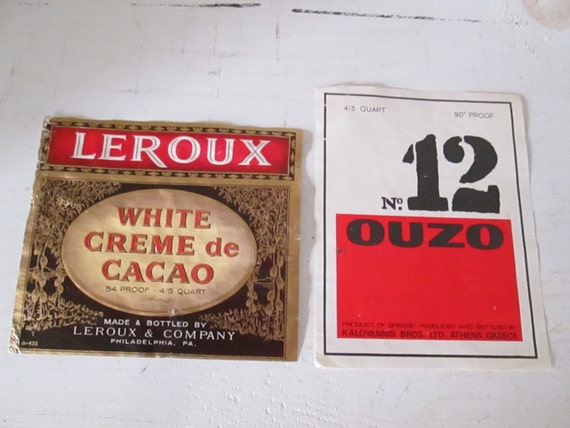 LEROUX
WHITE
CREME de
CACAO
54 PROOF · 4/5 QUART
MADE & BOTTLED BY
LEROUX & COMPANY
PHILADELPHIA, PA.
4/5 QUART 90° PROOF
No. 12
OUZO
PRODUCT OF GREECE-PRODUCED AND BOTTLED BY
KALOYANNIS BROS. LTD. ATHENS, GREECE